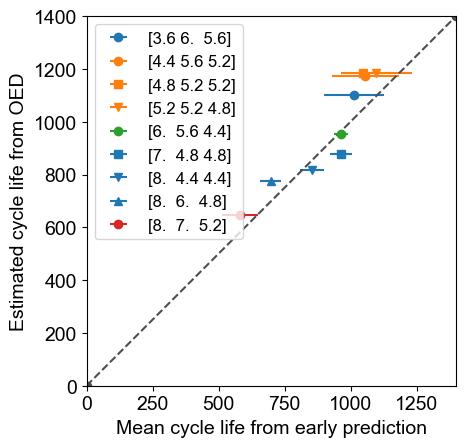 1400
1200
1000
800
600
400
200
0
Estimated cycle life from OED
[3.6 6.  5.6]
[4.4 5.6 5.2]
[4.8 5.2 5.2]
[5.2 5.2 4.8]
[6.  5.6 4.4]
[7.  4.8 4.8]
[8.  4.4 4.4]
[8.  6.  4.8]
[8.  7.  5.2]
0 250 500 750 1000 1250
Mean cycle life from early prediction